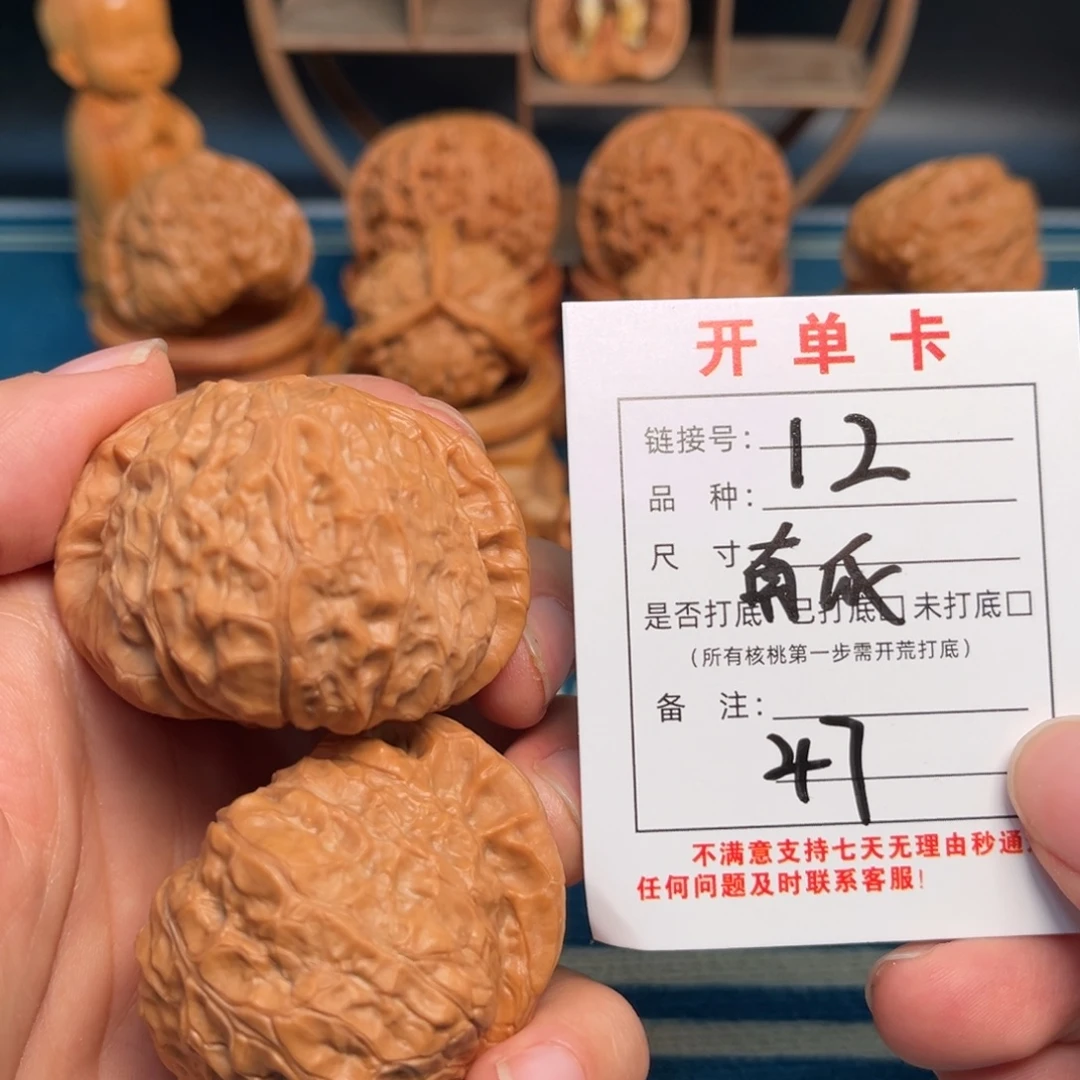 开单卡
链接号: 12
品 种:
尺 寸 南瓜
是否打底 已打底□ 未打底□
(所有核桃第一步需开荒打底)
备 注:
47
不满意支持七天无理由秒通
任何问题及时联系客服!